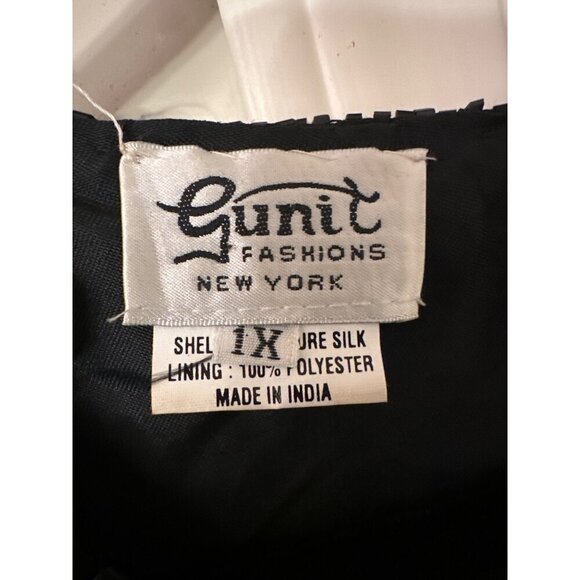 Gunit
FASHIONS
NEW YORK
1X
SHEL URE SILK
LINING : 100% POLYESTER
MADE IN INDIA